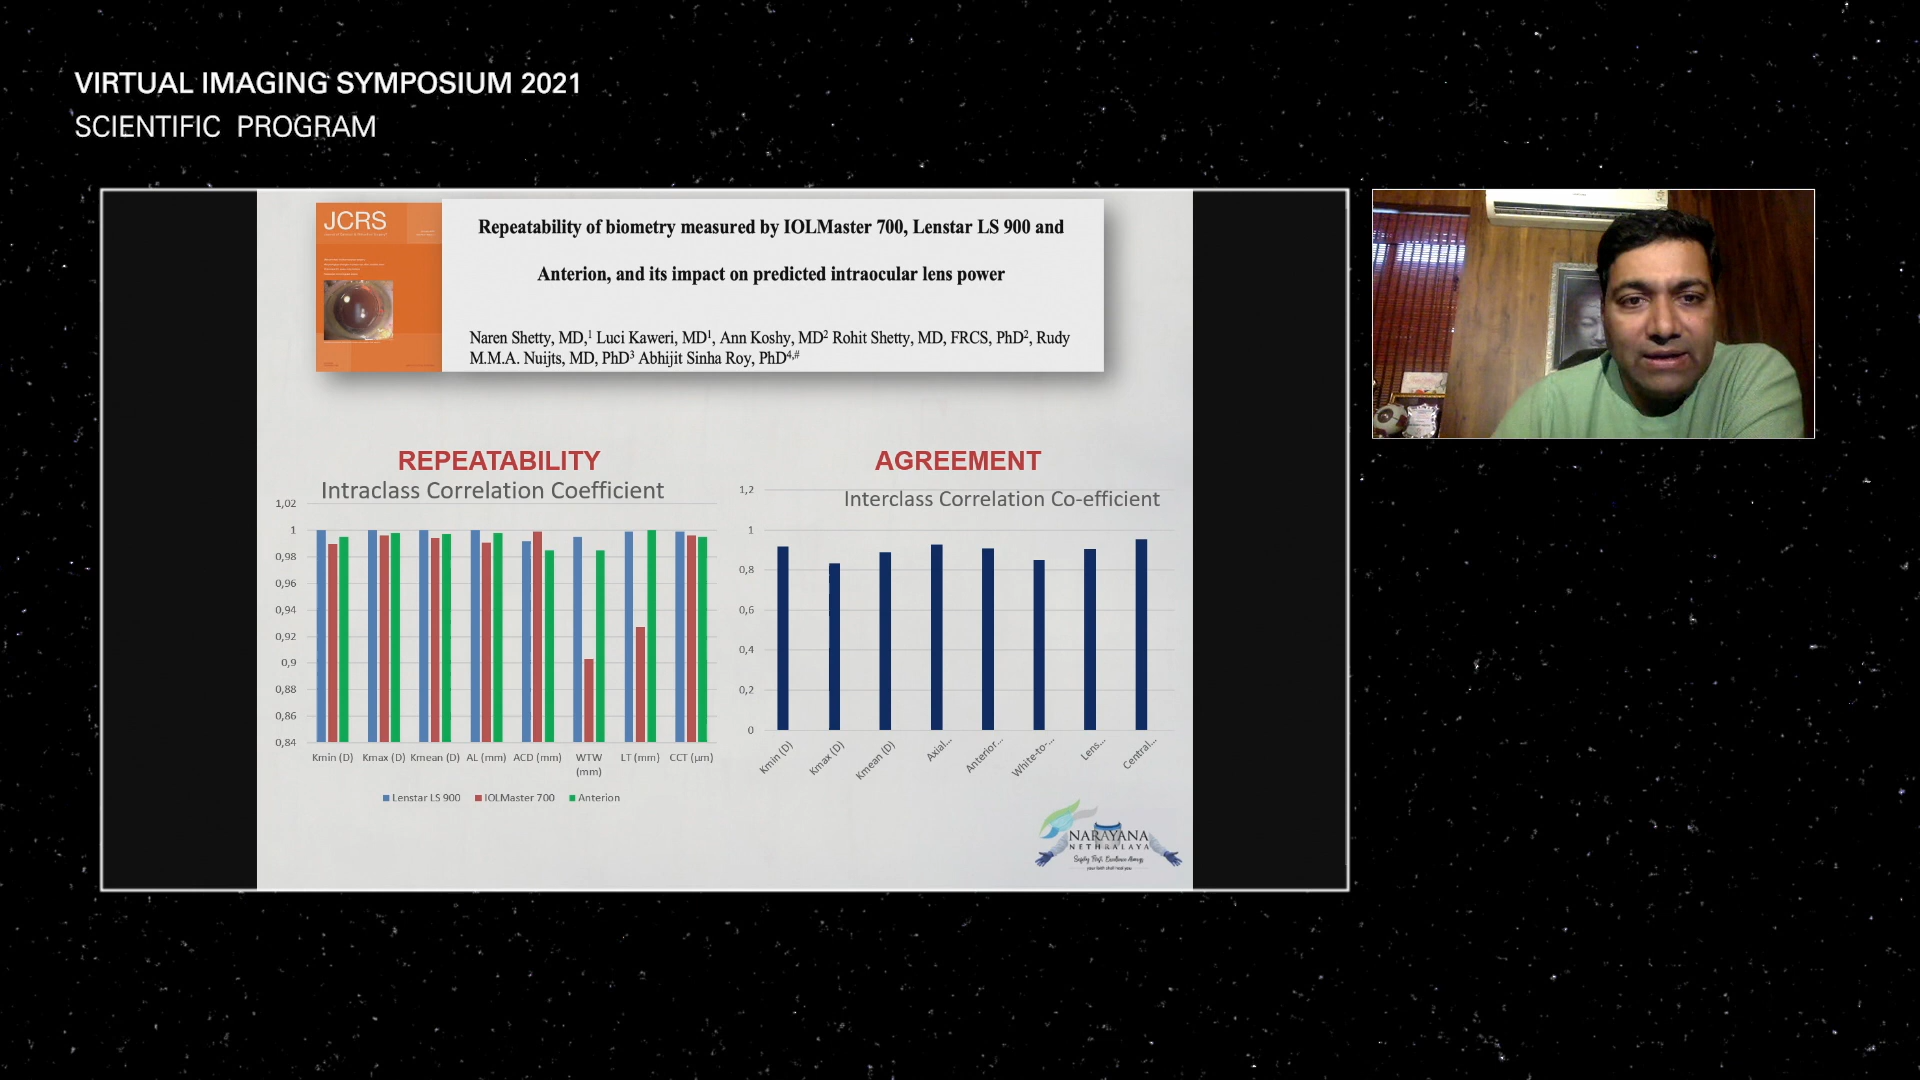 VIRTUAL IMAGING SYMPOSIUM 2021
SCIENTIFIC PROGRAM
JCRS
Repeatability of biometry measured by IOLMaster 700, Lenstar LS 900 and
Anterion, and its impact on predicted intraocular lens power
Naren Shetty, MD,1 Luci Kaweri, MD1, Ann Koshy, MD2 Rohit Shetty, MD, FRCS, PhD2, Rudy
M.M.A. Nuijts, MD, PhD3 Abhijit Sinha Roy, PhD4,#
REPEATABILITY
Intraclass Correlation Coefficient
1,02
1
0,98
0,96
0,94
0,92
0,9
0,88
0,86
0,84
Kmin (D) Kmax (D) Kmean (D) AL (mm) ACD (mm) WTW (mm) LT (mm) CCT (µm)
Lenstar LS 900 IOLMaster 700 Anterion
AGREEMENT
Interclass Correlation Co-efficient
1,2
1
0,8
0,6
0,4
0,2
0
Kmin (D) Kmax (D) Kmean (D) Axial... Anterior... White-to-... Lens... Central...
NARAYANA
NETHRALAYA